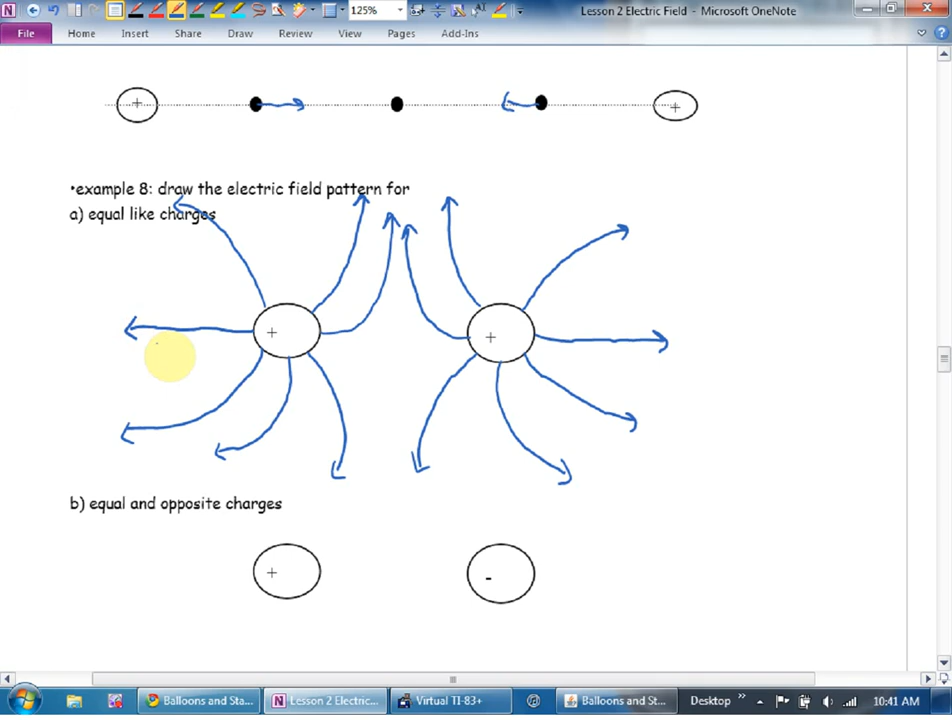 125%
Lesson 2 Electric Field - Microsoft OneNote
File Home Insert Share Draw Review View Pages Add-Ins
+ +
•example 8: draw the electric field pattern for
a) equal like charges
+ +
b) equal and opposite charges
+ -
Balloons and Sta... Lesson 2 Electric... Virtual TI-83+ Balloons and St... Desktop » 10:41 AM